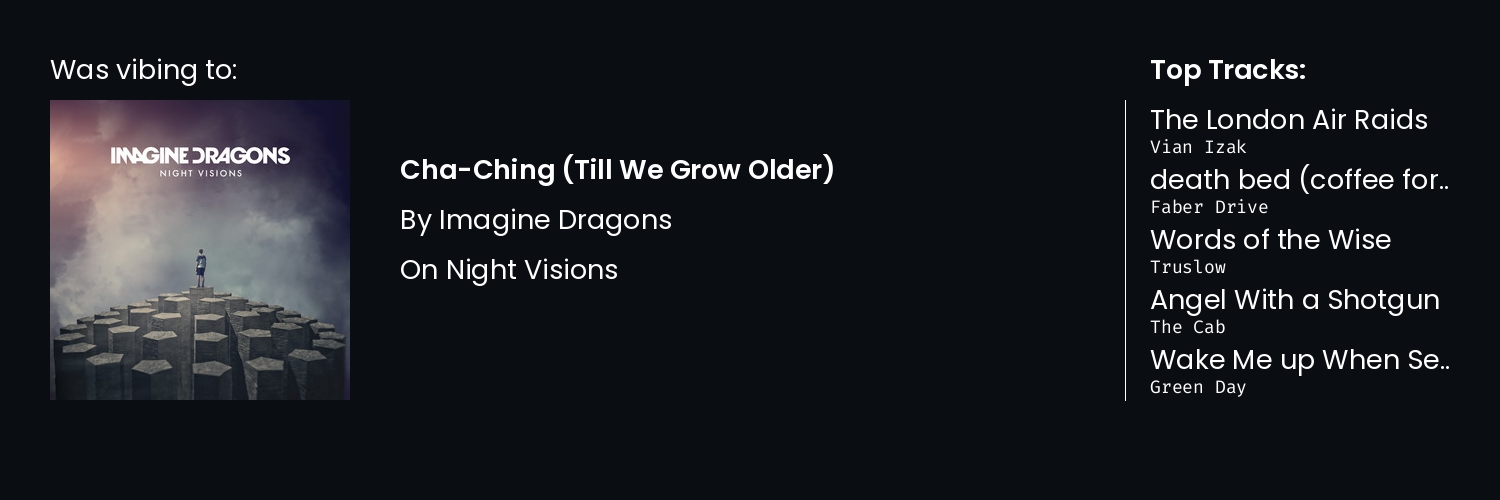 Was vibing to:
IMAGINE DRAGONS
NIGHT VISIONS
Cha-Ching (Till We Grow Older)
By Imagine Dragons
On Night Visions
Top Tracks:
The London Air Raids
Vian Izak
death bed (coffee for..
Faber Drive
Words of the Wise
Truslow
Angel With a Shotgun
The Cab
Wake Me up When Se..
Green Day